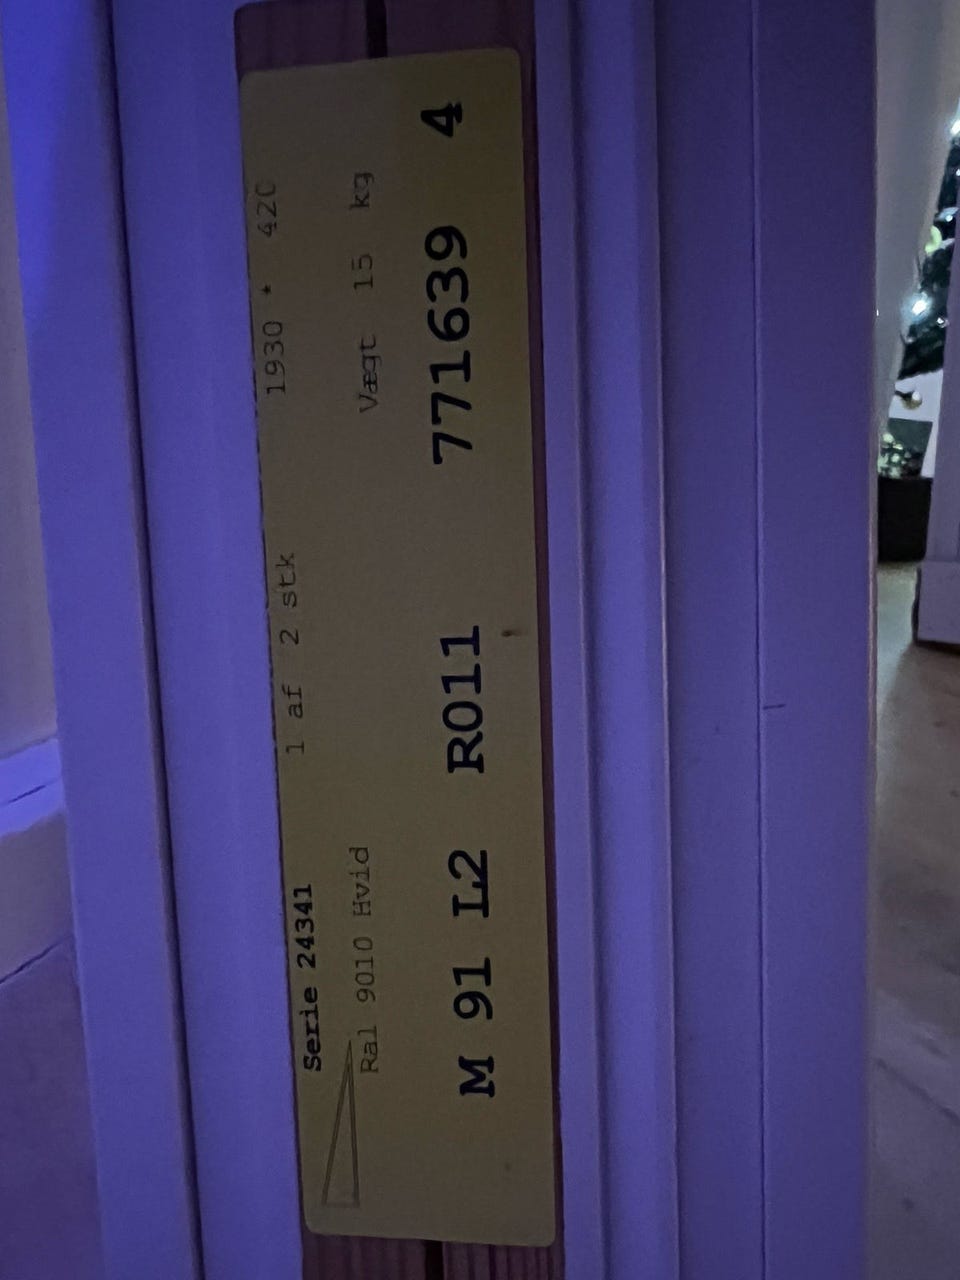 Serie 24341 1 af 2 stk 1930 * 420
Ral 9010 Hvid Vægt 15 kg
M 91 L2 R011 771639 4